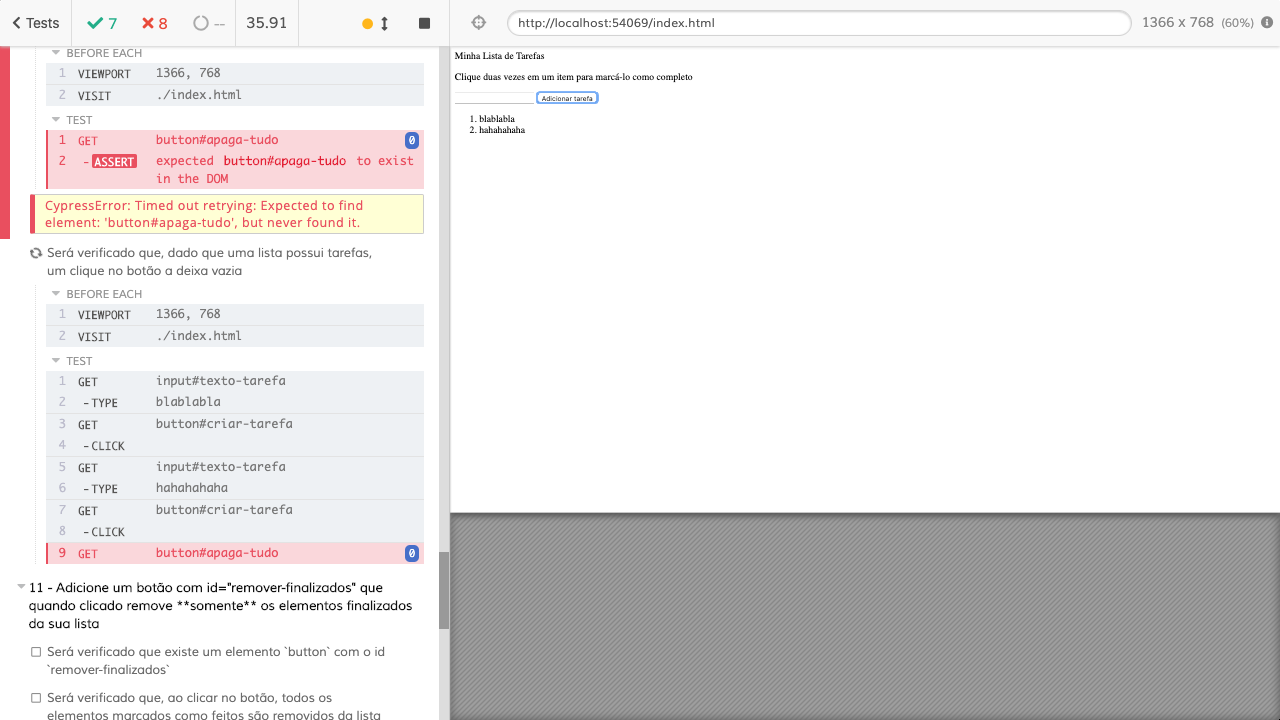 Tests
7
8
--
35.91
http://localhost:54069/index.html
1366 x 768 (60%)
BEFORE EACH
1 VIEWPORT 1366, 768
2 VISIT ./index.html
TEST
1 GET button#apaga-tudo 0
2 -ASSERT expected button#apaga-tudo to exist
in the DOM
CypressError: Timed out retrying: Expected to find
element: 'button#apaga-tudo', but never found it.
Será verificado que, dado que uma lista possui tarefas,
um clique no botão a deixa vazia
BEFORE EACH
1 VIEWPORT 1366, 768
2 VISIT ./index.html
TEST
1 GET input#texto-tarefa
2 -TYPE blablabla
3 GET button#criar-tarefa
4 -CLICK
5 GET input#texto-tarefa
6 -TYPE hahahahaha
7 GET button#criar-tarefa
8 -CLICK
9 GET button#apaga-tudo 0
11 - Adicione um botão com id="remover-finalizados" que
quando clicado remove **somente** os elementos finalizados
da sua lista
Será verificado que existe um elemento `button` com o id
`remover-finalizados`
Será verificado que, ao clicar no botão, todos os
elementos marcados como feitos são removidos da lista
Minha Lista de Tarefas
Clique duas vezes em um item para marcá-lo como completo
Adicionar tarefa
1. blablabla
2. hahahahaha